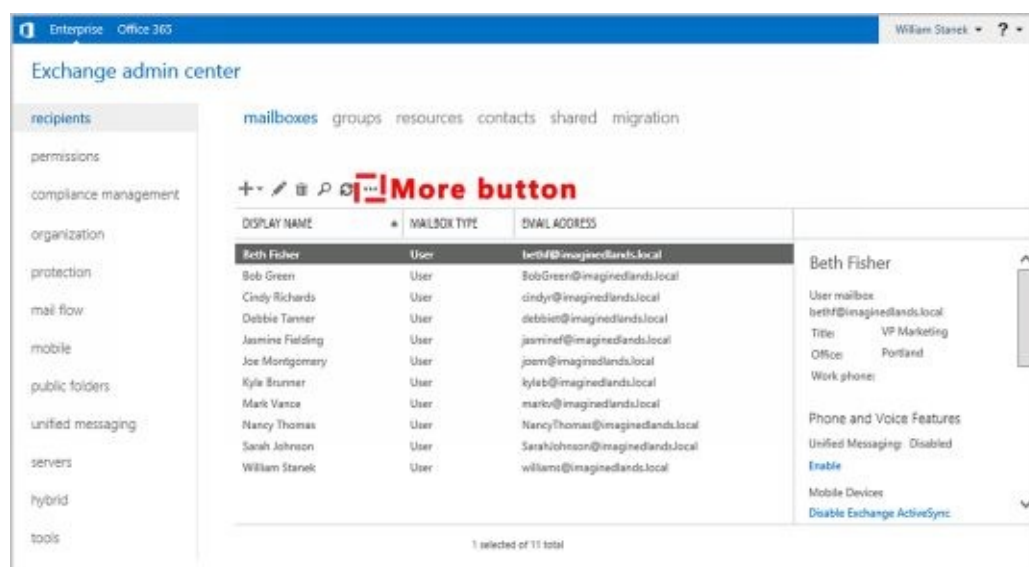 Enterprise Office 365
William Stanek ?
Exchange admin center
recipients
permissions
compliance management
organization
protection
mail flow
mobile
public folders
unified messaging
servers
hybrid
tools
mailboxes groups resources contacts shared migration
More button
DISPLAY NAME MAILBOX TYPE EMAIL ADDRESS
Beth Fisher User bethf@imaginedlands.local
Bob Green User BobGreen@imaginedlands.local
Cindy Richards User cindyr@imaginedlands.local
Debbie Tanner User debbiet@imaginedlands.local
Jasmine Fielding User jasminef@imaginedlands.local
Joe Montgomery User joem@imaginedlands.local
Kyle Brunner User kyleb@imaginedlands.local
Mark Vance User markv@imaginedlands.local
Nancy Thomas User NancyThomas@imaginedlands.local
Sarah Johnson User SarahJohnson@imaginedlands.local
William Stanek User williams@imaginedlands.local
1 selected of 11 total
Beth Fisher
User mailbox
bethf@imaginedlands.local
Title: VP Marketing
Office: Portland
Work phone:
Phone and Voice Features
Unified Messaging: Disabled
Enable
Mobile Devices
Disable Exchange ActiveSync